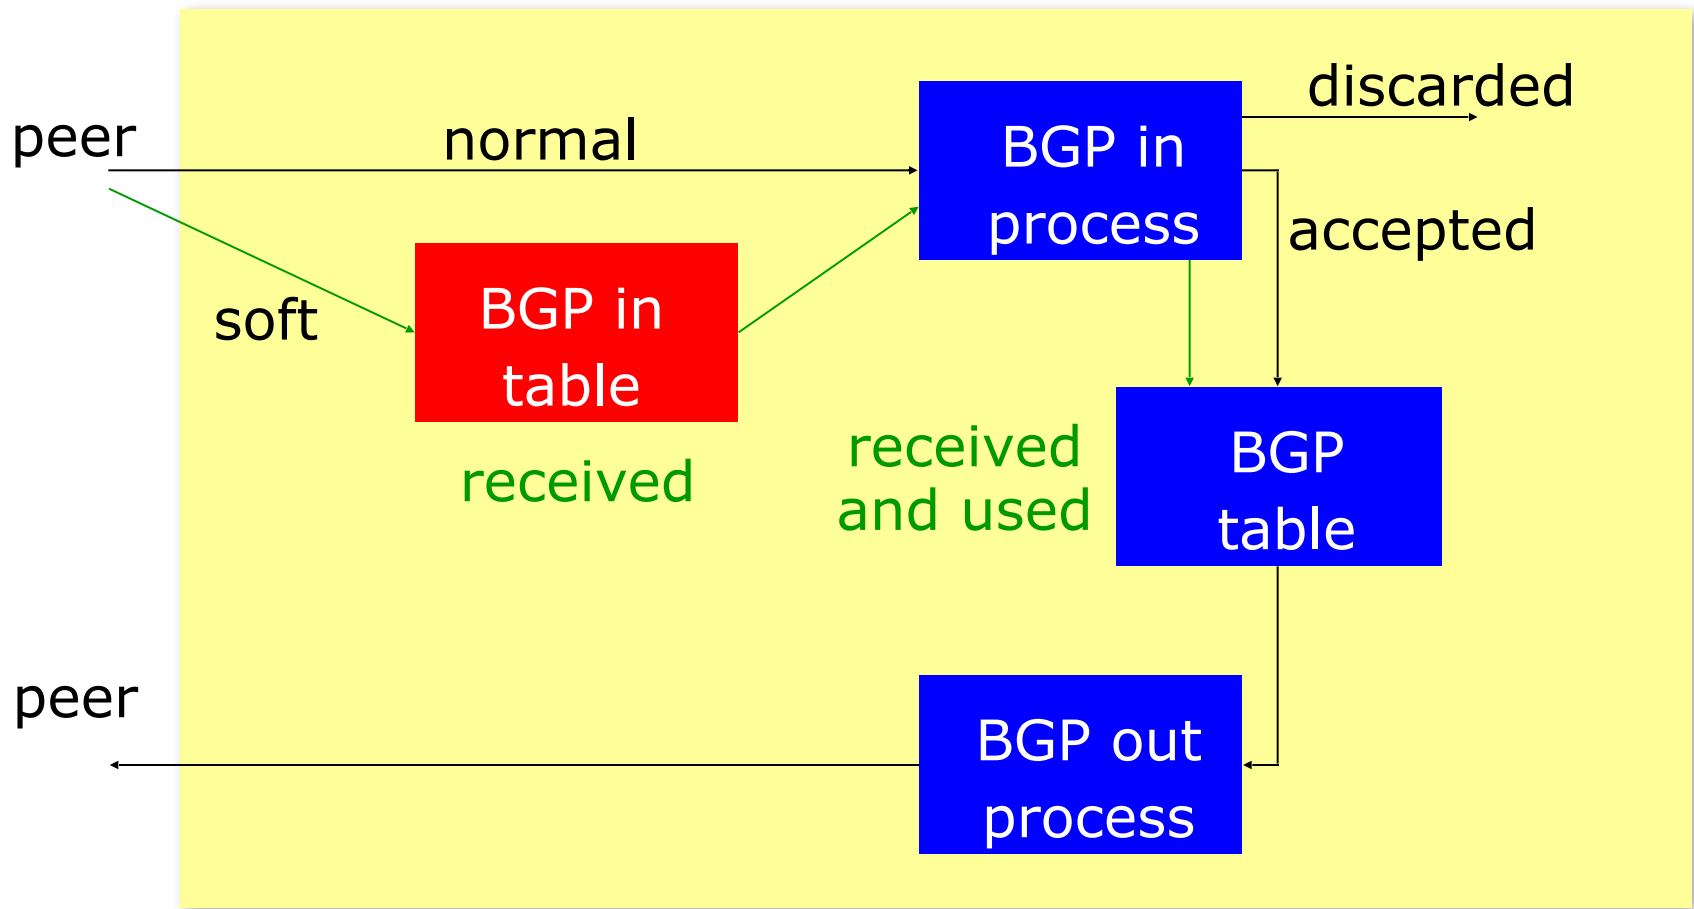 peer
normal
soft
BGP in
table
received
BGP in
process
discarded
accepted
received
and used
BGP
table
peer
BGP out
process